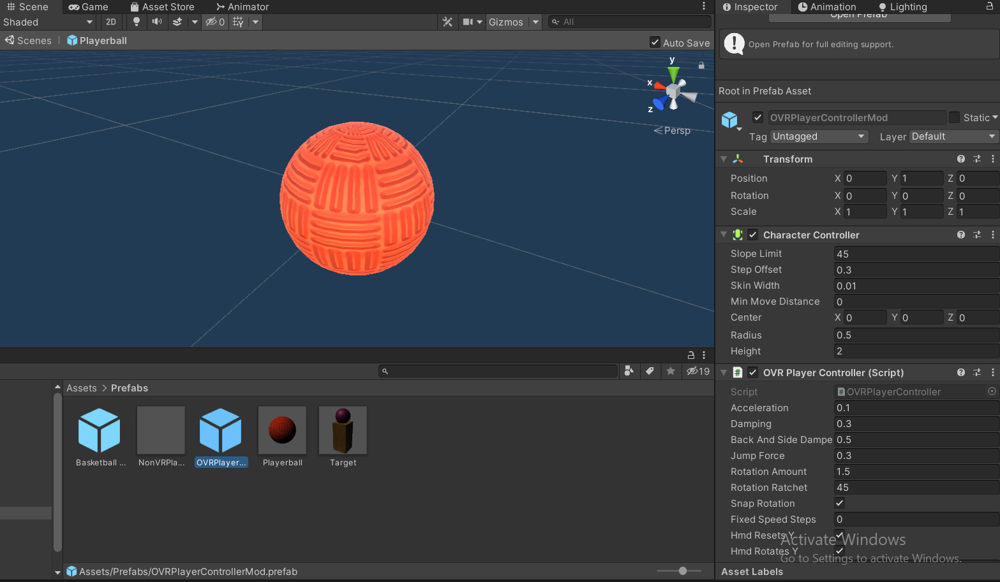 Scene Game Asset Store Animator
Shaded 2D 0 Gizmos All
Scenes Playerball Auto Save
y
x
z
Persp
19
Assets Prefabs
Basketball ... NonVRPla... OVRPlayer... Playerball Target
Assets/Prefabs/OVRPlayerControllerMod.prefab
Inspector Animation Lighting
Open Prefab
Open Prefab for full editing support.
Root in Prefab Asset
OVRPlayerControllerMod Static
Tag Untagged Layer Default
Transform
Position X 0 Y 1 Z 0
Rotation X 0 Y 0 Z 0
Scale X 1 Y 1 Z 1
Character Controller
Slope Limit 45
Step Offset 0.3
Skin Width 0.01
Min Move Distance 0
Center X 0 Y 0 Z 0
Radius 0.5
Height 2
# OVR Player Controller (Script)
Script # OVRPlayerController
Acceleration 0.1
Damping 0.3
Back And Side Dampe 0.5
Jump Force 0.3
Rotation Amount 1.5
Rotation Ratchet 45
Snap Rotation
Fixed Speed Steps 0
Hmd Resets Y
Hmd Rotates Y
Activate Windows
Go to Settings to activate Windows.
Asset Labels